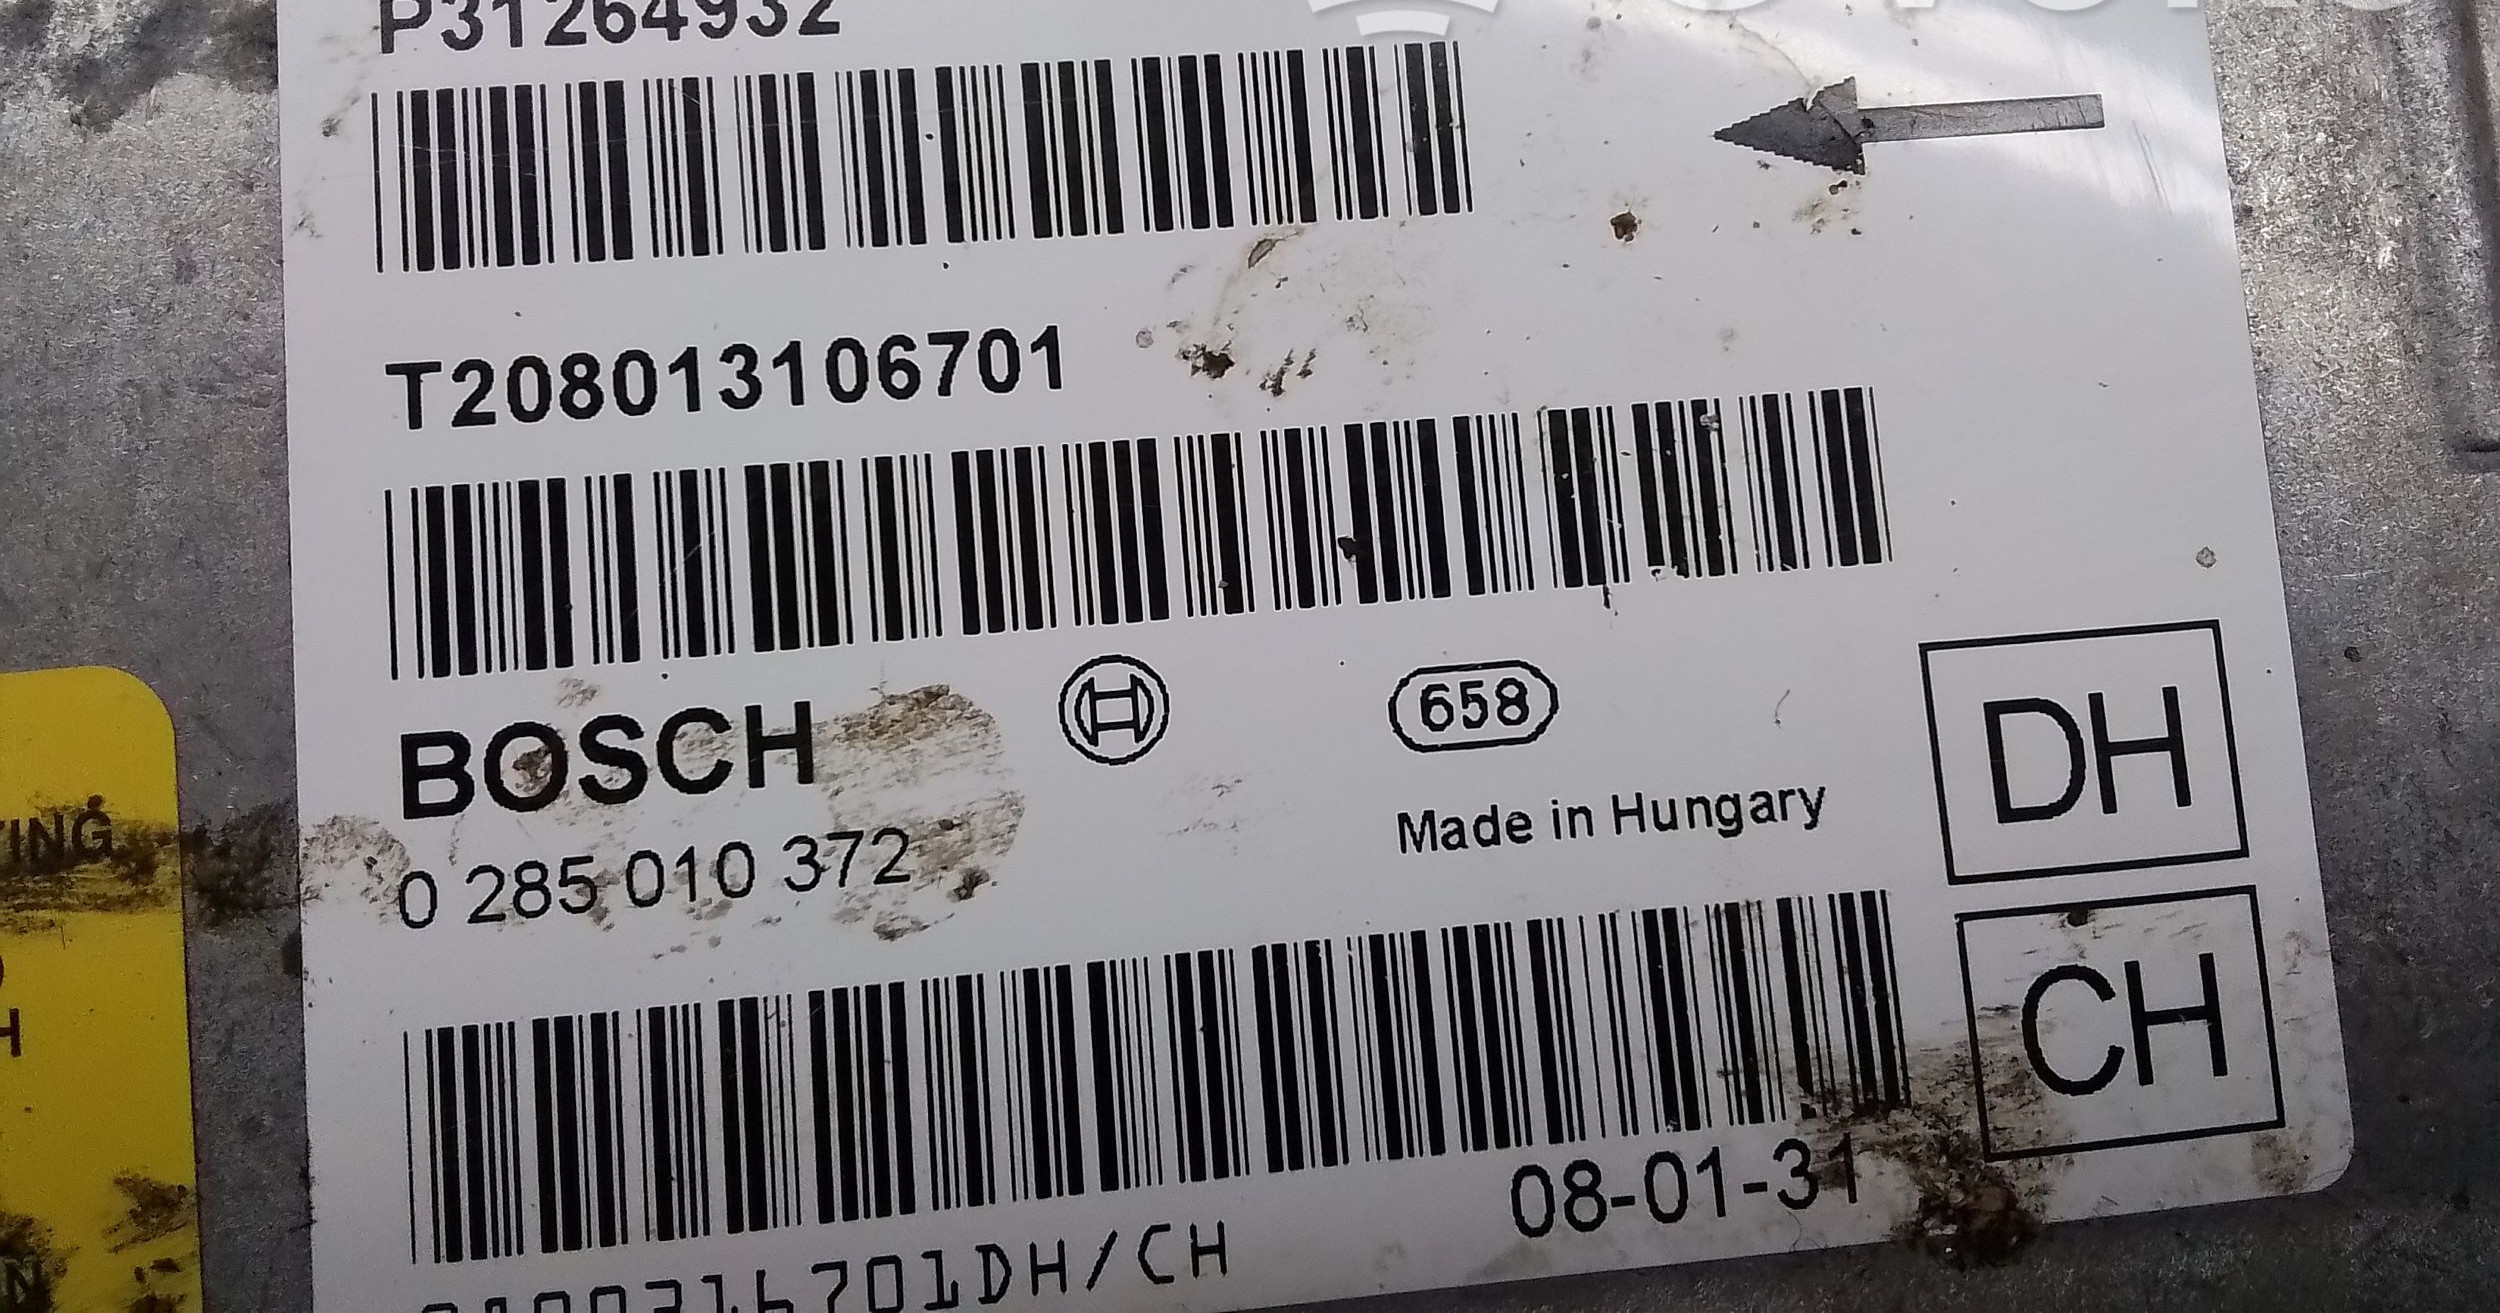 P31264932
T208013106701
BOSCH
658
0 285 010 372
Made in Hungary
DH
CH
08-01-31